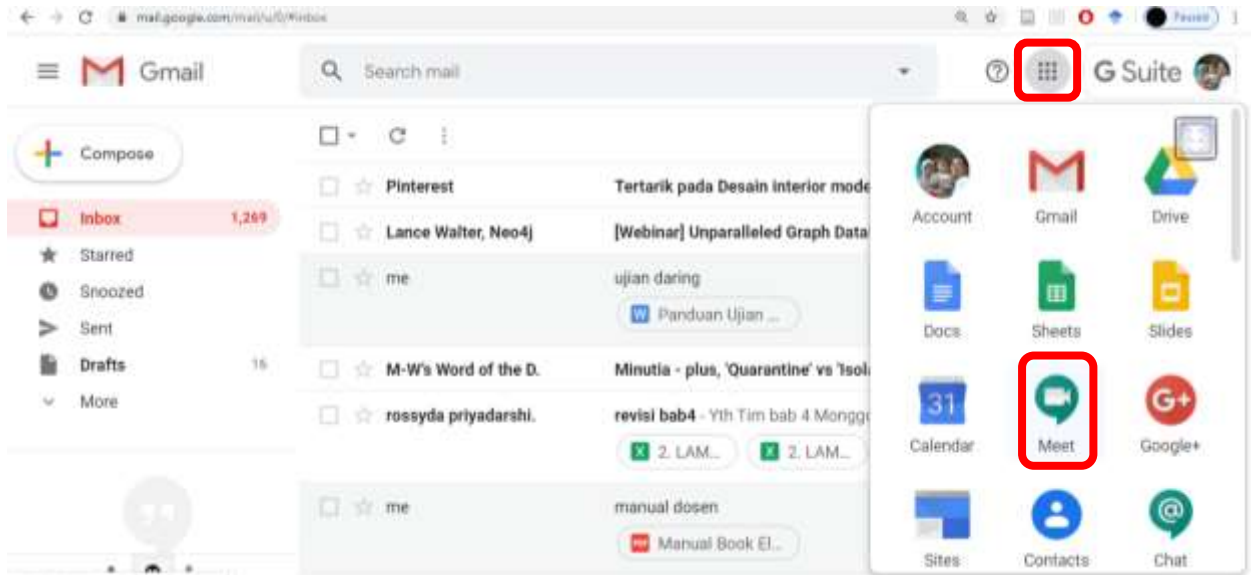 mail.google.com/mail/u/0/#inbox
Paused
Gmail
Search mail
G Suite
Compose
Inbox 1,269
Starred
Snoozed
Sent
Drafts 16
More
Pinterest Tertarik pada Desain interior mode
Lance Walter, Neo4j [Webinar] Unparalleled Graph Data
me ujian daring
W Panduan Ujian ...
M-W's Word of the D. Minutia - plus, 'Quarantine' vs 'Isol
rossyda priyadarshi. revisi bab4 - Yth Tim bab 4 Mongg
X 2. LAM... X 2. LAM...
me manual dosen
PDF Manual Book El...
Account Gmail Drive
Docs Sheets Slides
31 G+
Calendar Meet Google+
@
Sites Contacts Chat